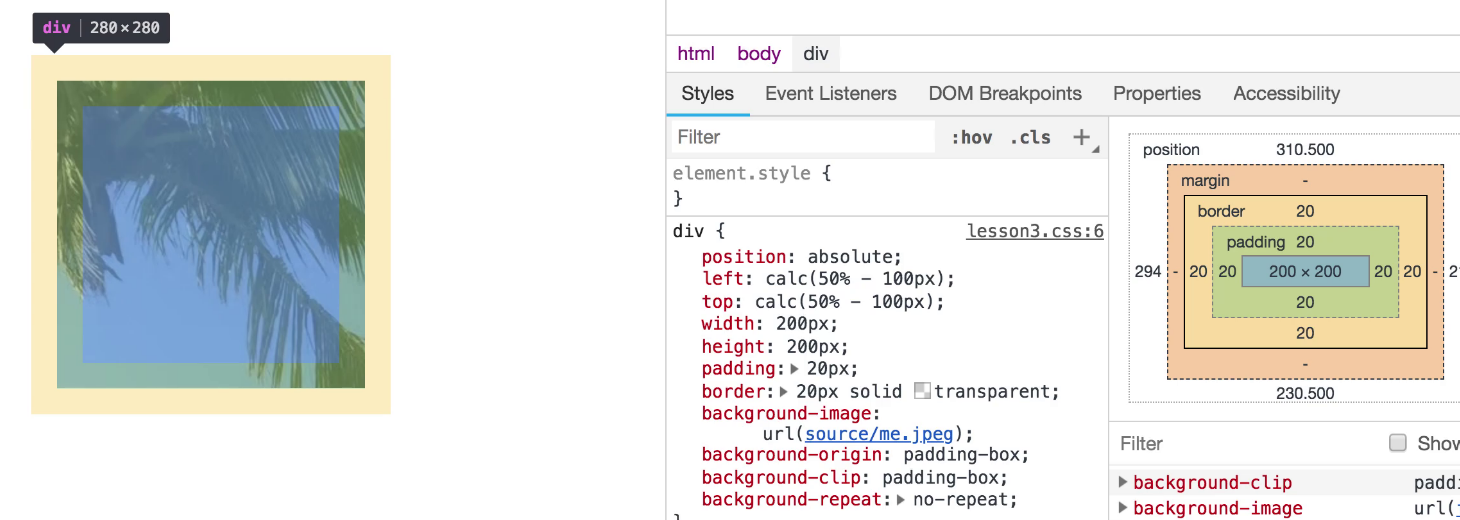 div 280×280
html body div
Styles Event Listeners DOM Breakpoints Properties Accessibility
Filter :hov .cls +
element.style {
}
div { lesson3.css:6
position: absolute;
left: calc(50% - 100px);
top: calc(50% - 100px);
width: 200px;
height: 200px;
padding: 20px;
border: 20px solid transparent;
background-image:
url(source/me.jpeg);
background-origin: padding-box;
background-clip: padding-box;
background-repeat: no-repeat;
}
position 310.500
margin -
border 20
padding 20
294 - 20 20 200 × 200 20 20 -
20
20
-
230.500
Filter Show
background-clip
background-image url(